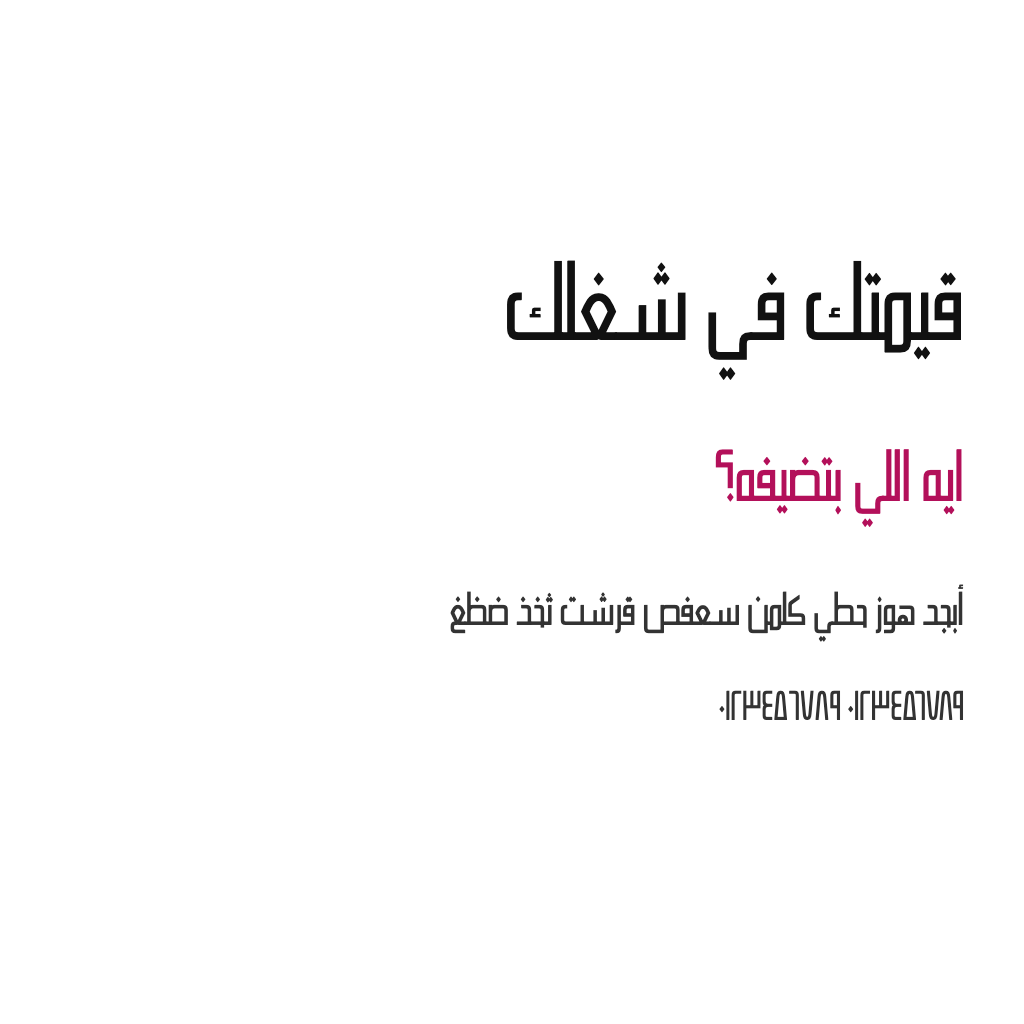 قيمتك في شغلك
ايه اللي بتضيفه؟
أبجد هوز حطي كلمن سعفص قرشت ثخذ ضظغ
٠١٢٣٤٥٦٧٨٩ ٠١٢٣٤٥٦٧٨٩